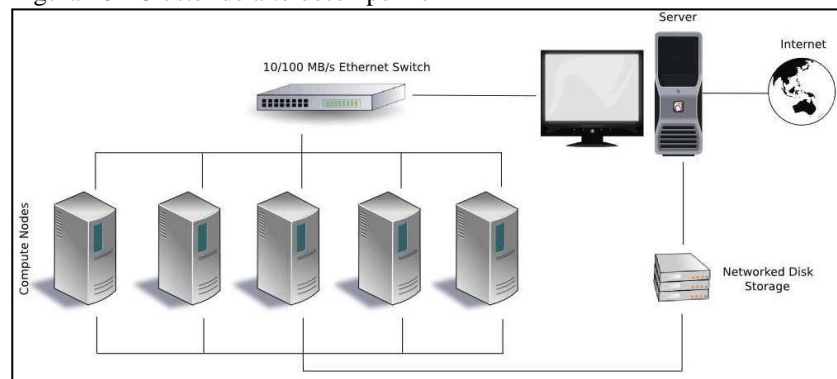 Server
Internet
10/100 MB/s Ethernet Switch
Compute Nodes
Networked Disk
Storage